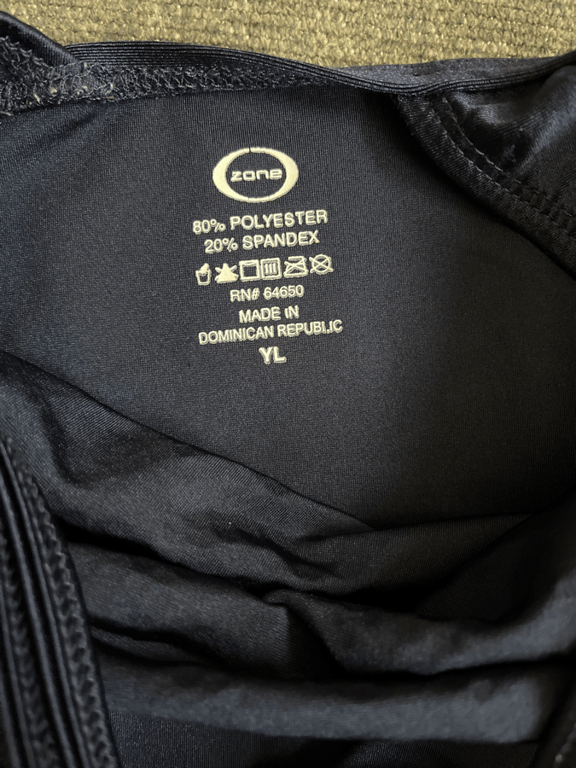 zone
80% POLYESTER
20% SPANDEX
RN# 64650
MADE IN
DOMINICAN REPUBLIC
YL